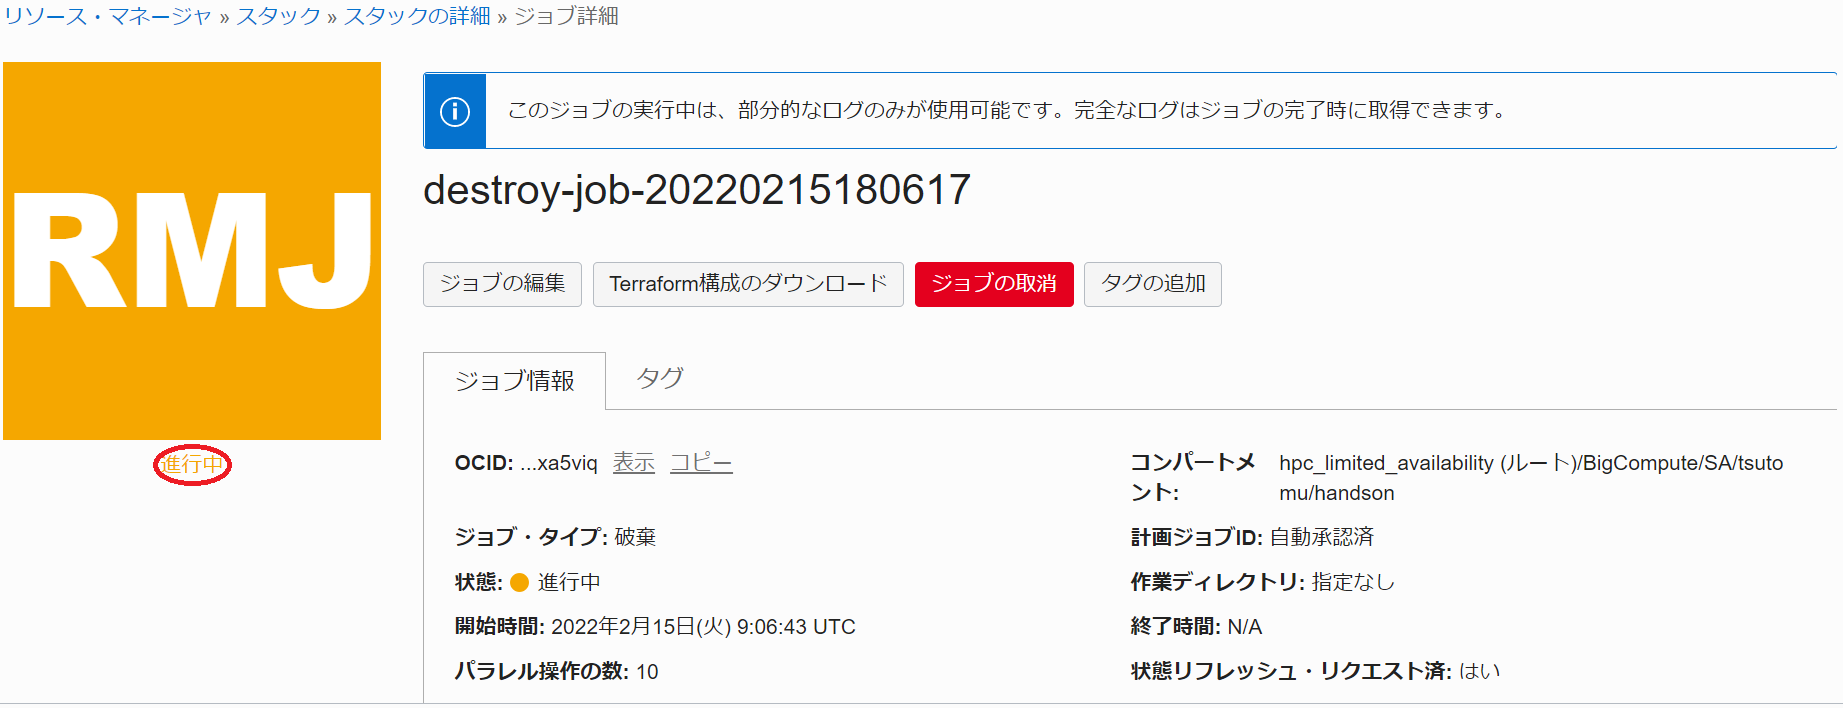 リソース・マネージャ » スタック » スタックの詳細 » ジョブ詳細
RMJ
進行中
このジョブの実行中は、部分的なログのみが使用可能です。完全なログはジョブの完了時に取得できます。
destroy-job-20220215180617
ジョブの編集 Terraform構成のダウンロード ジョブの取消 タグの追加
ジョブ情報 タグ
OCID: ...xa5viq 表示 コピー
ジョブ・タイプ: 破棄
状態: 進行中
開始時間: 2022年2月15日(火) 9:06:43 UTC
パラレル操作の数: 10
コンパートメント: hpc_limited_availability (ルート)/BigCompute/SA/tsuto
mu/handson
計画ジョブID: 自動承認済
作業ディレクトリ: 指定なし
終了時間: N/A
状態リフレッシュ・リクエスト済: はい